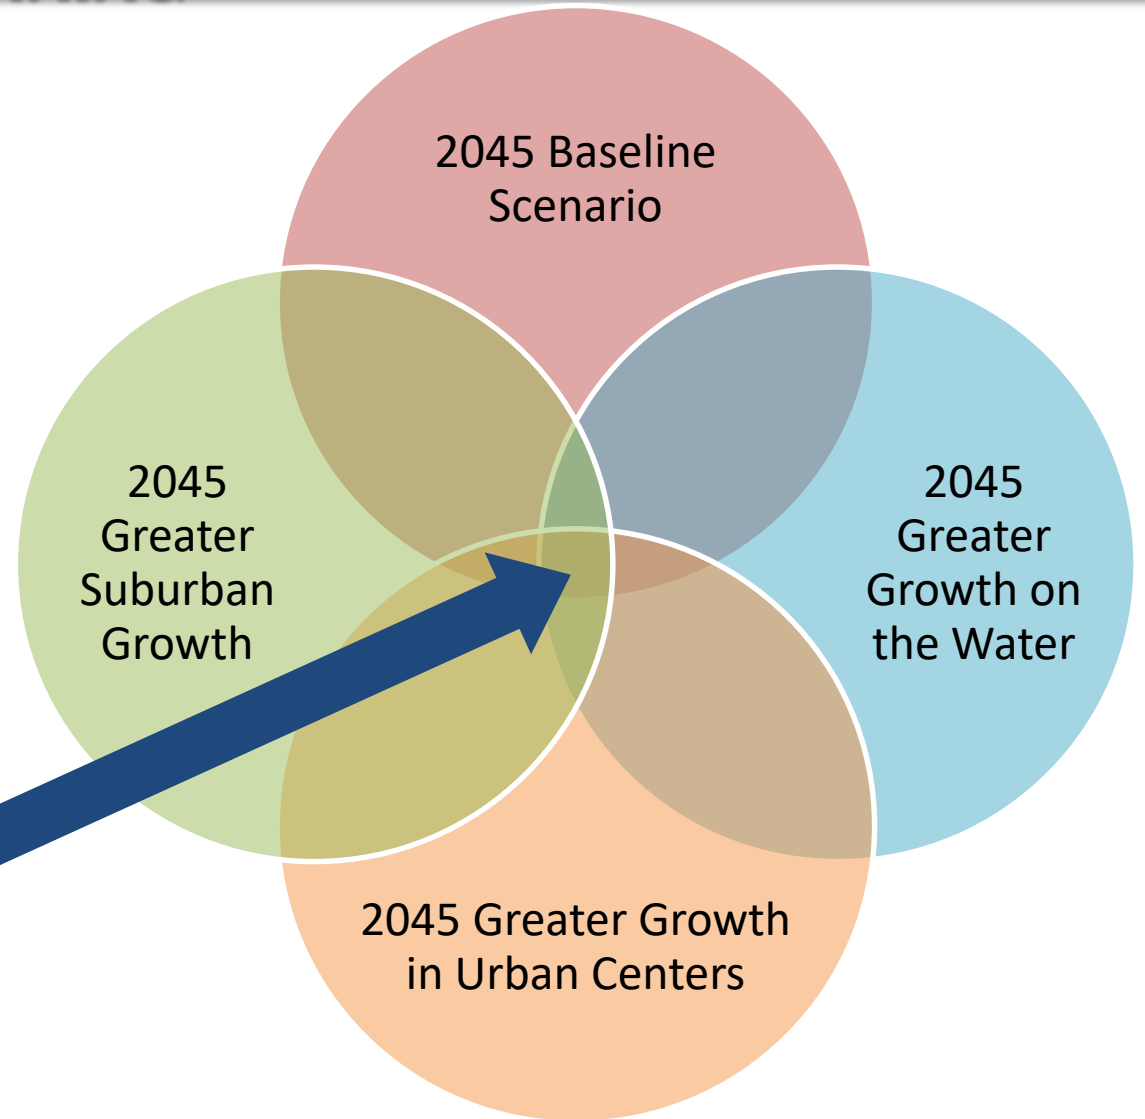 2045 Baseline
Scenario
2045
Greater
Suburban
Growth
2045
Greater
Growth on
the Water
2045 Greater Growth
in Urban Centers